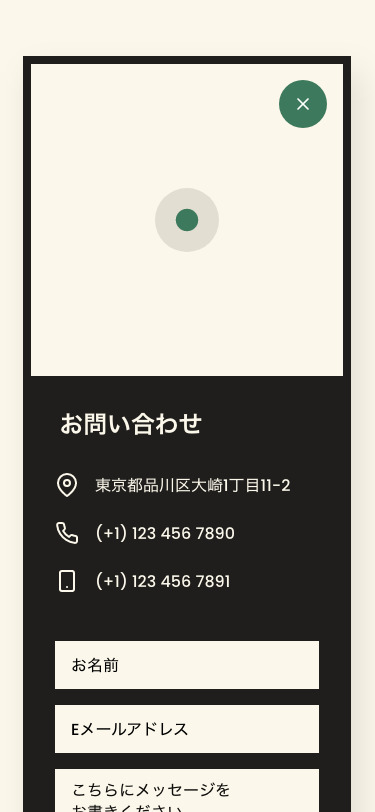 お問い合わせ
東京都品川区大崎1丁目11-2
(+1) 123 456 7890
(+1) 123 456 7891
お名前
Eメールアドレス
こちらにメッセージを
お書きください